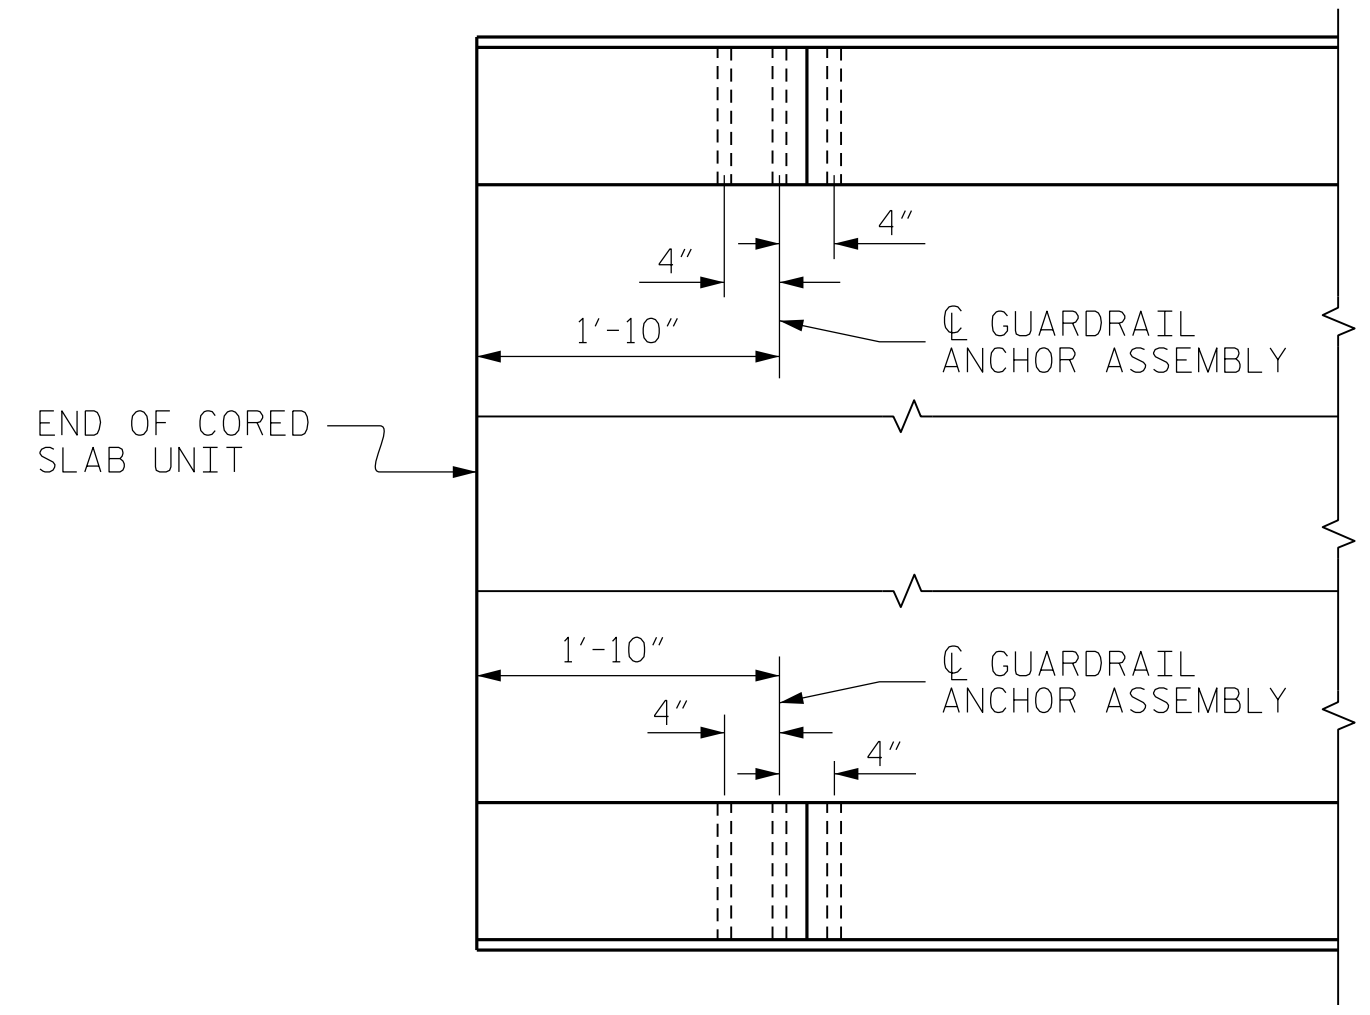 4"
4"
1'-10"
℄ GUARDRAIL
ANCHOR ASSEMBLY
END OF CORED
SLAB UNIT
1'-10"
℄ GUARDRAIL
ANCHOR ASSEMBLY
4"
4"